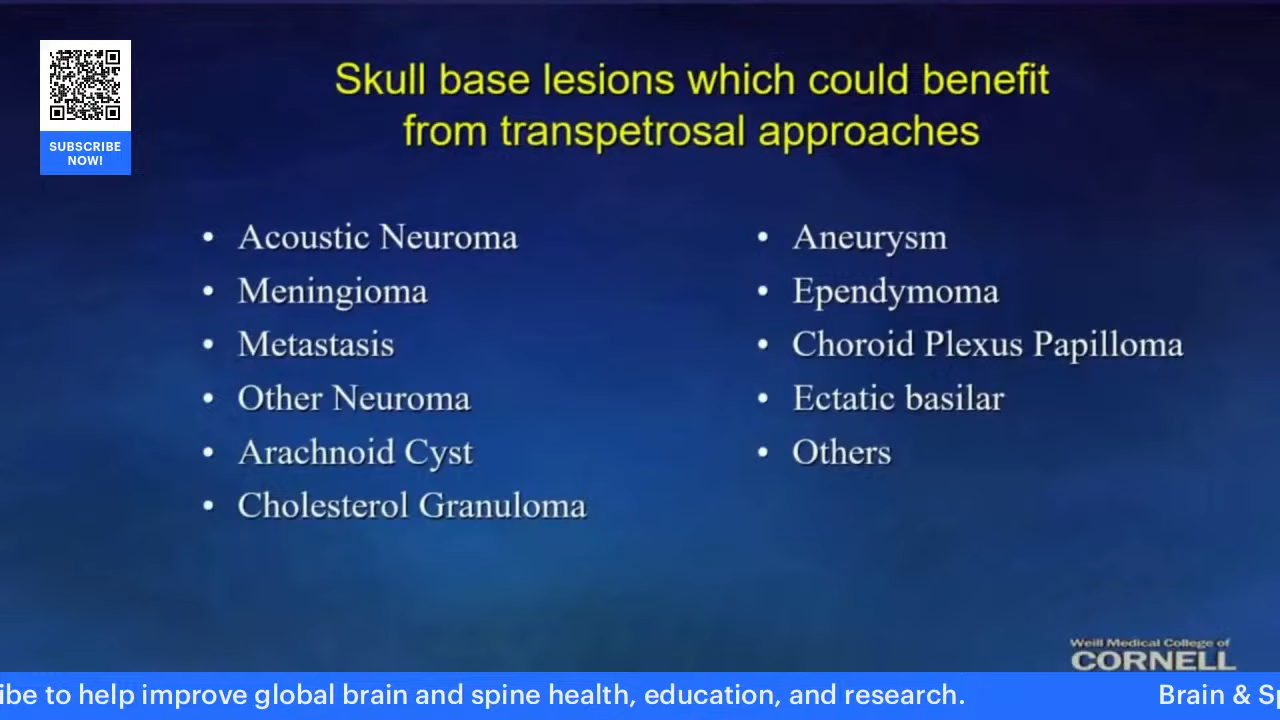 SUBSCRIBE
NOW!
Skull base lesions which could benefit
from transpetrosal approaches
• Acoustic Neuroma
• Meningioma
• Metastasis
• Other Neuroma
• Arachnoid Cyst
• Cholesterol Granuloma
• Aneurysm
• Ependymoma
• Choroid Plexus Papilloma
• Ectatic basilar
• Others
Weill Medical College of
CORNELL
to help improve global brain and spine health, education, and research. Brain &